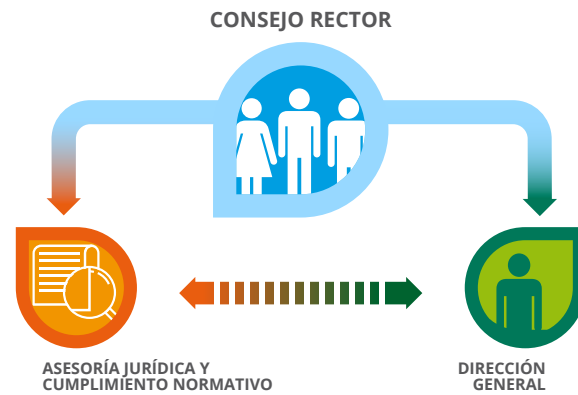 CONSEJO RECTOR
ASESORÍA JURÍDICA Y
CUMPLIMIENTO NORMATIVO
DIRECCIÓN
GENERAL